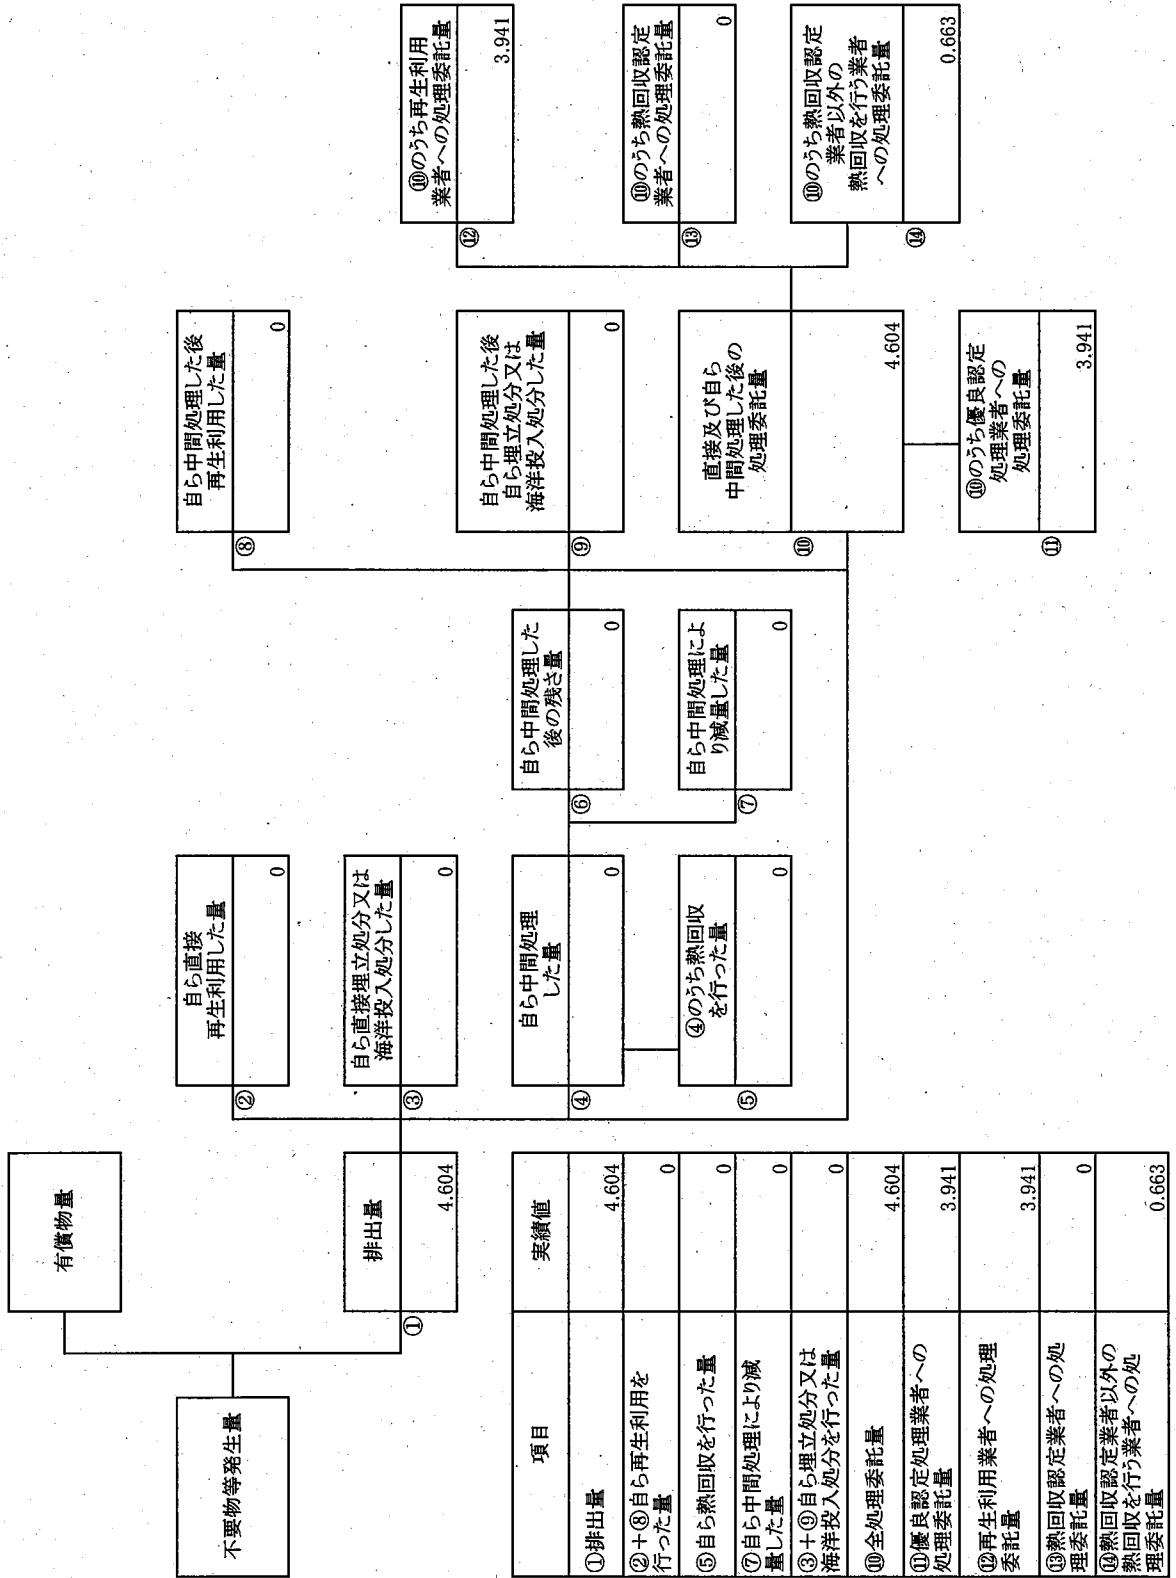 不要物等発生量
有償物量
①
排出量
4.604
②
自ら直接
再生利用した量
0
③
自ら直接埋立処分又は
海洋投入処分した量
0
④
自ら中間処理
した量
0
⑤
④のうち熱回収
を行った量
0
⑥
自ら中間処理した
後の残さ量
0
⑦
自ら中間処理によ
り減量した量
0
⑧
自ら中間処理した後
再生利用した量
0
⑨
自ら中間処理した後
自ら埋立処分又は
海洋投入処分した量
0
⑩
直接及び自ら
中間処理した後の
処理委託量
4.604
⑪
⑩のうち優良認定
処理業者への
処理委託量
3.941
⑫
⑩のうち再生利用
業者への処理委託量
3.941
⑬
⑩のうち熱回収認定
業者への処理委託量
0
⑭
⑩のうち熱回収認定
業者以外の
熱回収を行う業者
への処理委託量
0.663
項目 実績値
①排出量 4.604
②+⑧自ら再生利用を
行った量 0
⑤自ら熱回収を行った量 0
⑦自ら中間処理により減
量した量 0
③+⑨自ら埋立処分又は
海洋投入処分を行った量 0
⑩全処理委託量 4.604
⑪優良認定処理業者への
処理委託量 3.941
⑫再生利用業者への処理
委託量 3.941
⑬熱回収認定業者への処
理委託量 0
⑭熱回収認定業者以外の
熱回収を行う業者への処
理委託量 0.663